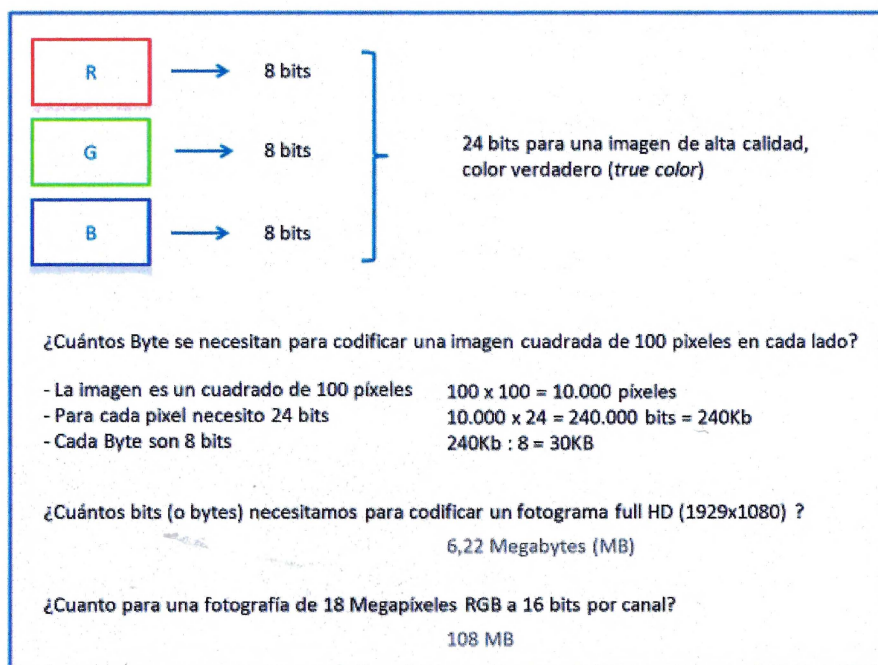 R
8 bits
G
8 bits
B
8 bits
24 bits para una imagen de alta calidad,
color verdadero (true color)
¿Cuántos Byte se necesitan para codificar una imagen cuadrada de 100 pixeles en cada lado?
- La imagen es un cuadrado de 100 píxeles
100 x 100 = 10.000 píxeles
- Para cada pixel necesito 24 bits
10.000 x 24 = 240.000 bits = 240Kb
- Cada Byte son 8 bits
240Kb : 8 = 30KB
¿Cuántos bits (o bytes) necesitamos para codificar un fotograma full HD (1929x1080) ?
6,22 Megabytes (MB)
¿Cuanto para una fotografía de 18 Megapíxeles RGB a 16 bits por canal?
108 MB